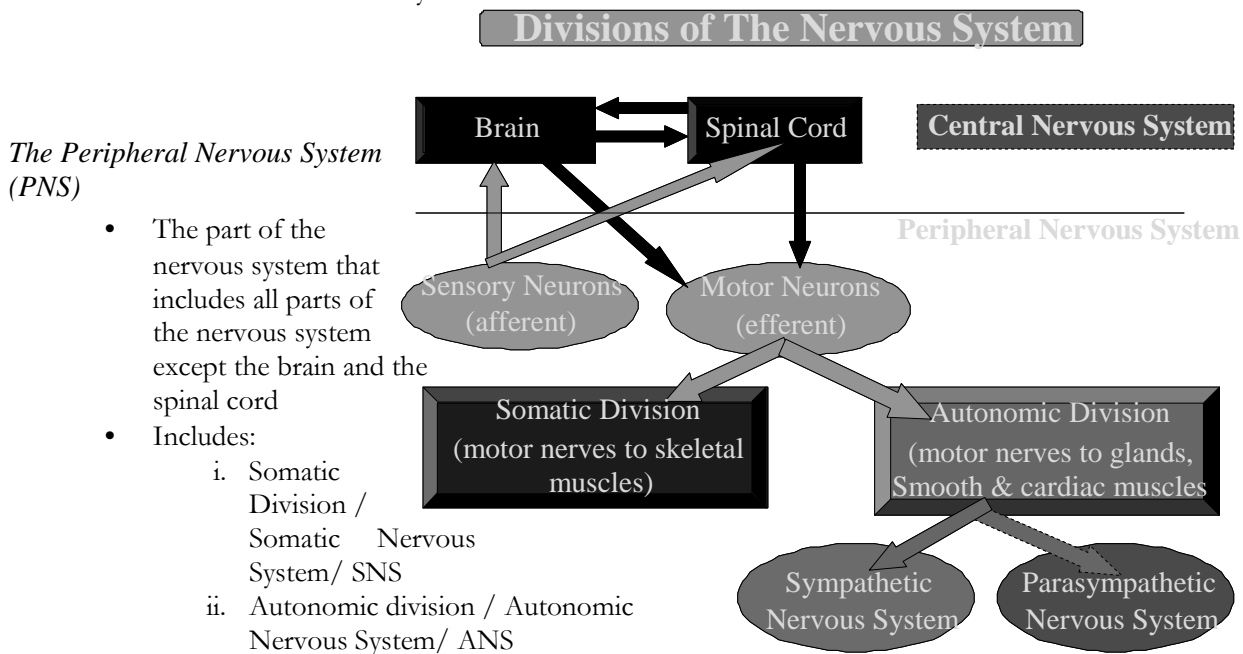 Divisions of The Nervous System
Brain
Spinal Cord
Central Nervous System
The Peripheral Nervous System
(PNS)
Peripheral Nervous System
• The part of the
nervous system that
includes all parts of
the nervous system
except the brain and the
spinal cord
• Includes:
i. Somatic
Division /
Somatic Nervous
System/ SNS
ii. Autonomic division / Autonomic
Nervous System/ ANS
Sensory Neurons
(afferent)
Motor Neurons
(efferent)
Somatic Division
(motor nerves to skeletal
muscles)
Autonomic Division
(motor nerves to glands,
Smooth & cardiac muscles
Sympathetic
Nervous System
Parasympathetic
Nervous System